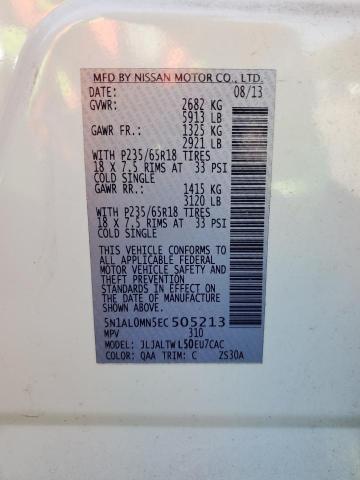 MFD BY NISSAN MOTOR CO., LTD.
DATE: 08/13
GVWR: 2682 KG
5913 LB
GAWR FR.: 1325 KG
2921 LB
WITH P235/65R18 TIRES
18 X 7.5 RIMS AT 33 PSI
COLD SINGLE
GAWR RR.: 1415 KG
3120 LB
WITH P235/65R18 TIRES
18 X 7.5 RIMS AT 33 PSI
COLD SINGLE
THIS VEHICLE CONFORMS TO
ALL APPLICABLE FEDERAL
MOTOR VEHICLE SAFETY
AND THEFT PREVENTION
STANDARDS IN EFFECT ON
THE DATE OF MANUFACTURE
SHOWN ABOVE.
5N1AL0MN5EC505213
MPV 310
JLJALTWL50EU7CAC
COLOR: QAA TRIM: C ZS30A